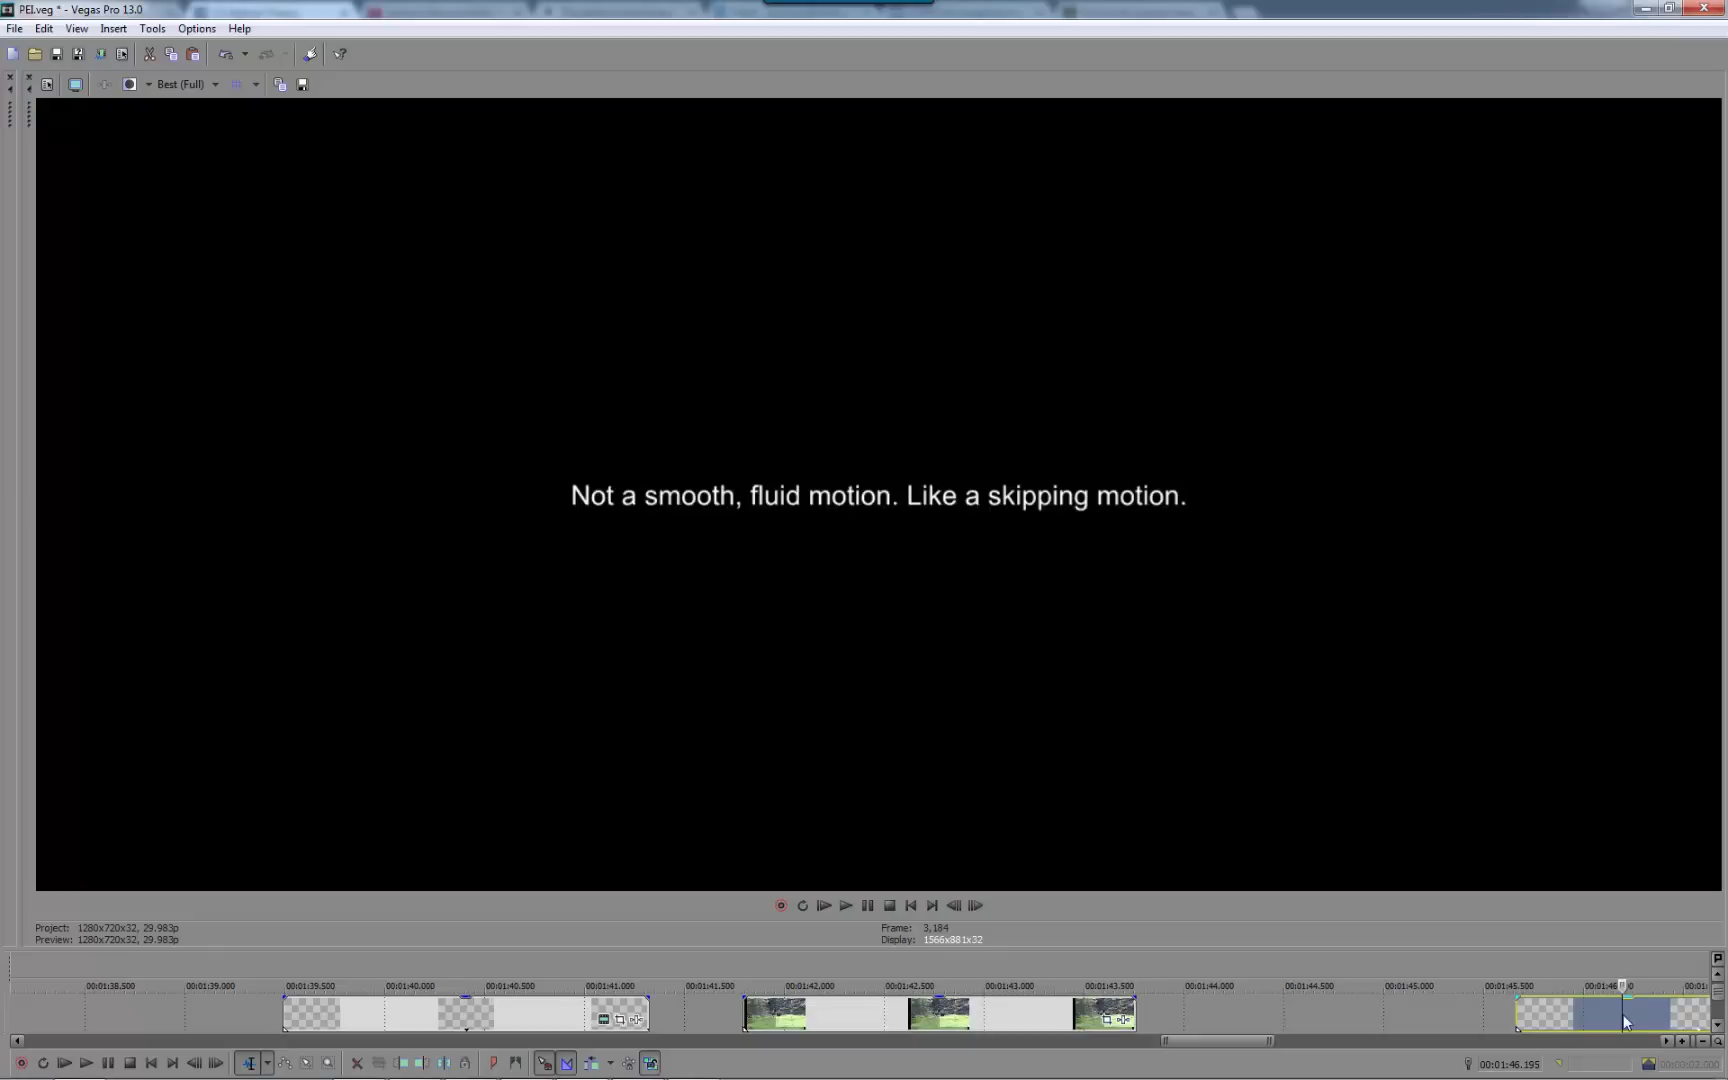 PEI.veg * - Vegas Pro 13.0
File Edit View Insert Tools Options Help
Best (Full)
Not a smooth, fluid motion. Like a skipping motion.
Project: 1280x720x32, 29.983p
Frame: 3,184
Preview: 1280x720x32, 29.983p
Display: 1566x881x32
00:01:38.500 00:01:39.000 00:01:39.500 00:01:40.000 00:01:40.500 00:01:41.000 00:01:41.500 00:01:42.000 00:01:42.500 00:01:43.000 00:01:43.500 00:01:44.000 00:01:44.500 00:01:45.000 00:01:45.500
00:01:46.195 00:00:02.000